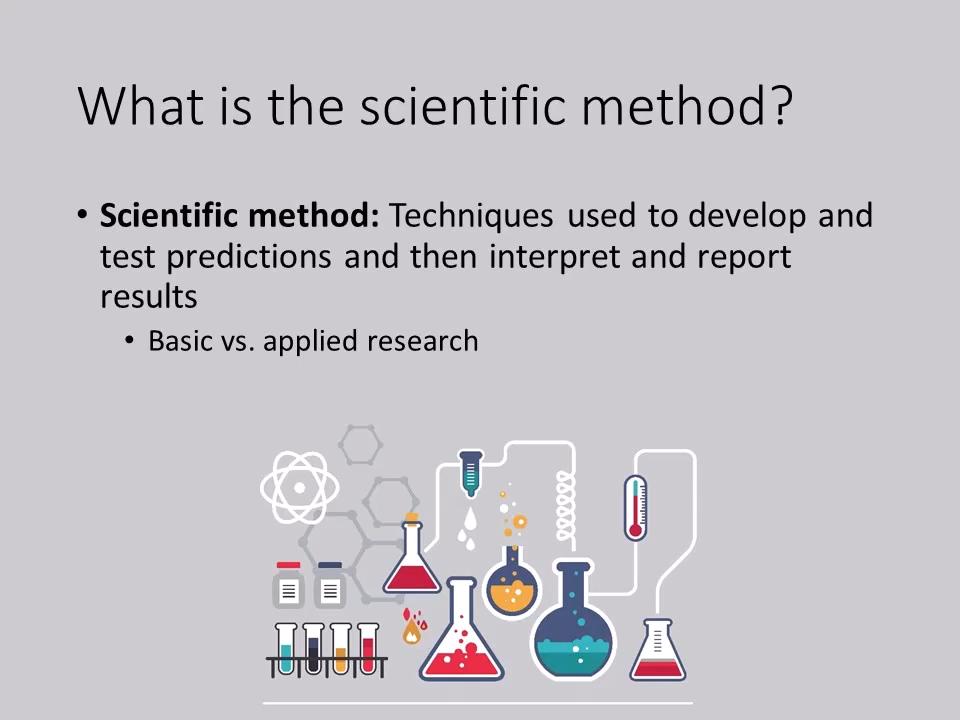 What is the scientific method?
• Scientific method: Techniques used to develop and
test predictions and then interpret and report
results
• Basic vs. applied research